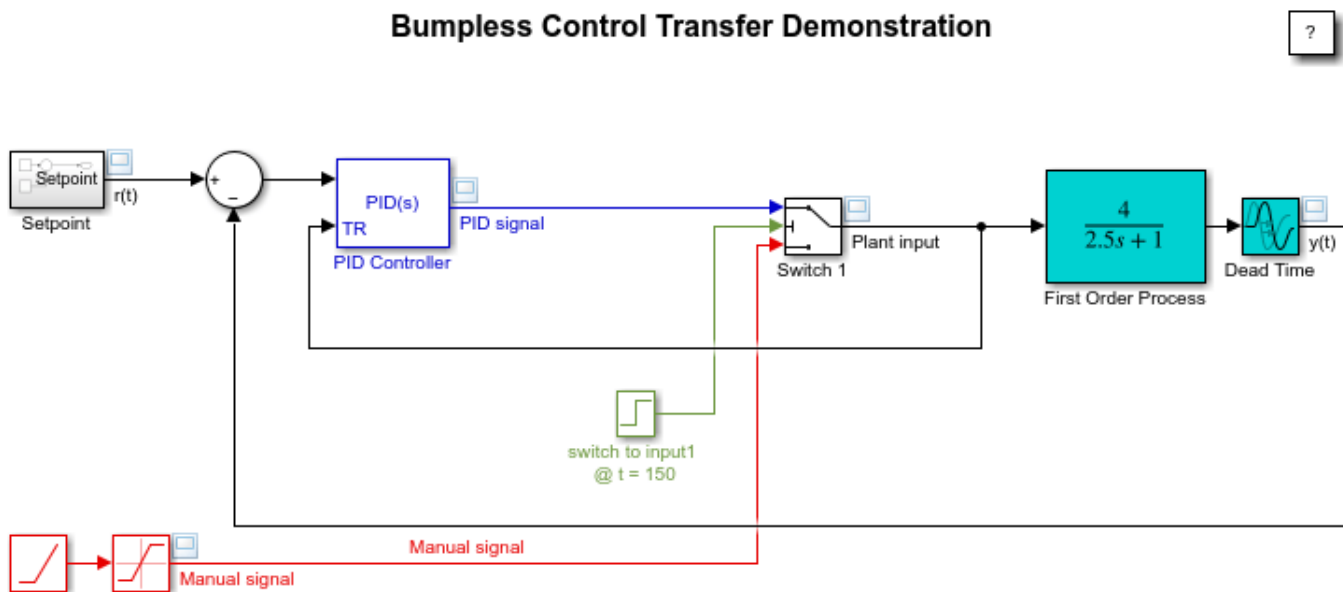 Bumpless Control Transfer Demonstration
?
Setpoint
r(t)
Setpoint
+
−
PID(s)
TR
PID Controller
PID signal
Switch 1
Plant input
4
2.5s + 1
First Order Process
Dead Time
y(t)
switch to input1
@ t = 150
Manual signal
Manual signal